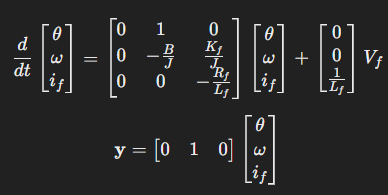 d/dt [θ; ω; i_f] = [0 1 0; 0 -B/J K_f/J; 0 0 -R_f/L_f] [θ; ω; i_f] + [0; 0; 1/L_f] V_f
y = [0 1 0] [θ; ω; i_f]